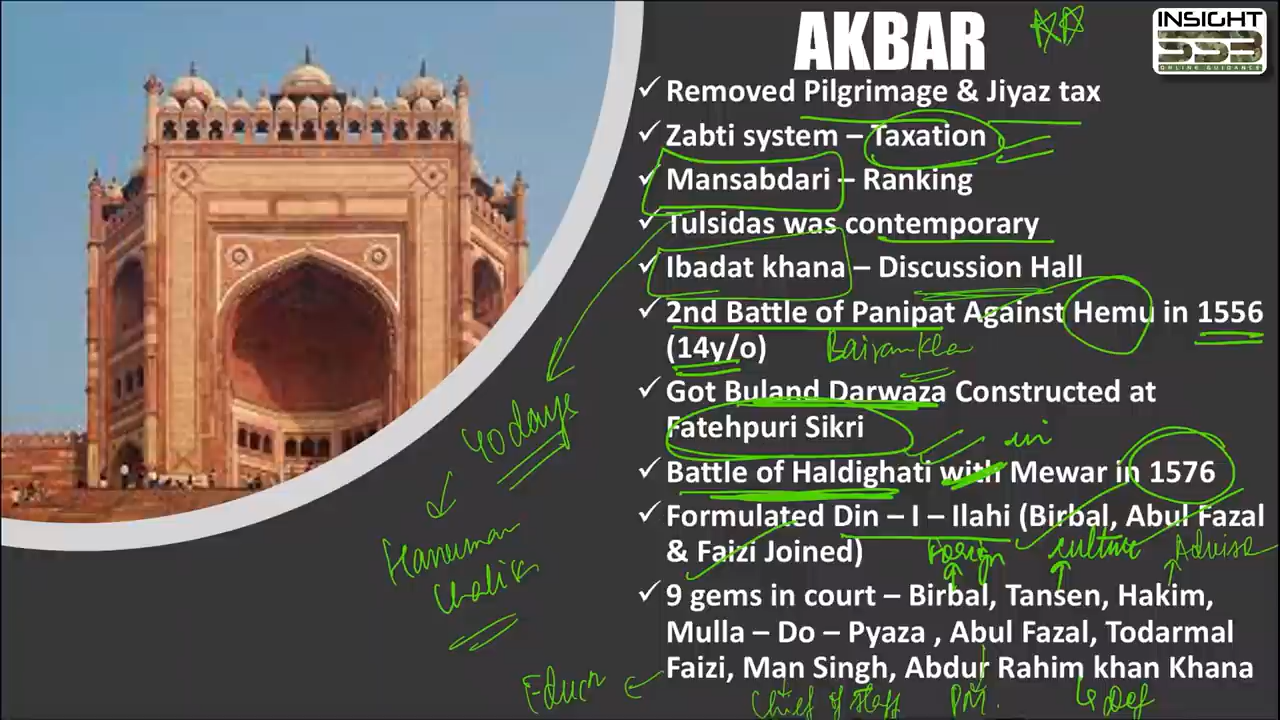 AKBAR
INSIGHT
SSB
ONLINE GUIDANCE
✓ Removed Pilgrimage & Jiyaz tax
✓ Zabti system – Taxation
✓ Mansabdari – Ranking
✓ Tulsidas was contemporary
✓ Ibadat khana – Discussion Hall
✓ 2nd Battle of Panipat Against Hemu in 1556
(14y/o)
✓ Got Buland Darwaza Constructed at
Fatehpuri Sikri
in
✓ Battle of Haldighati with Mewar in 1576
✓ Formulated Din – I – Ilahi (Birbal, Abul Fazal
& Faizi Joined)
Foreign culture Advisor
✓ 9 gems in court – Birbal, Tansen, Hakim,
Mulla – Do – Pyaza , Abul Fazal, Todarmal
Faizi, Man Singh, Abdur Rahim khan Khana
Chief of staff PM. Def
40 days
Hanuman
Chalisa